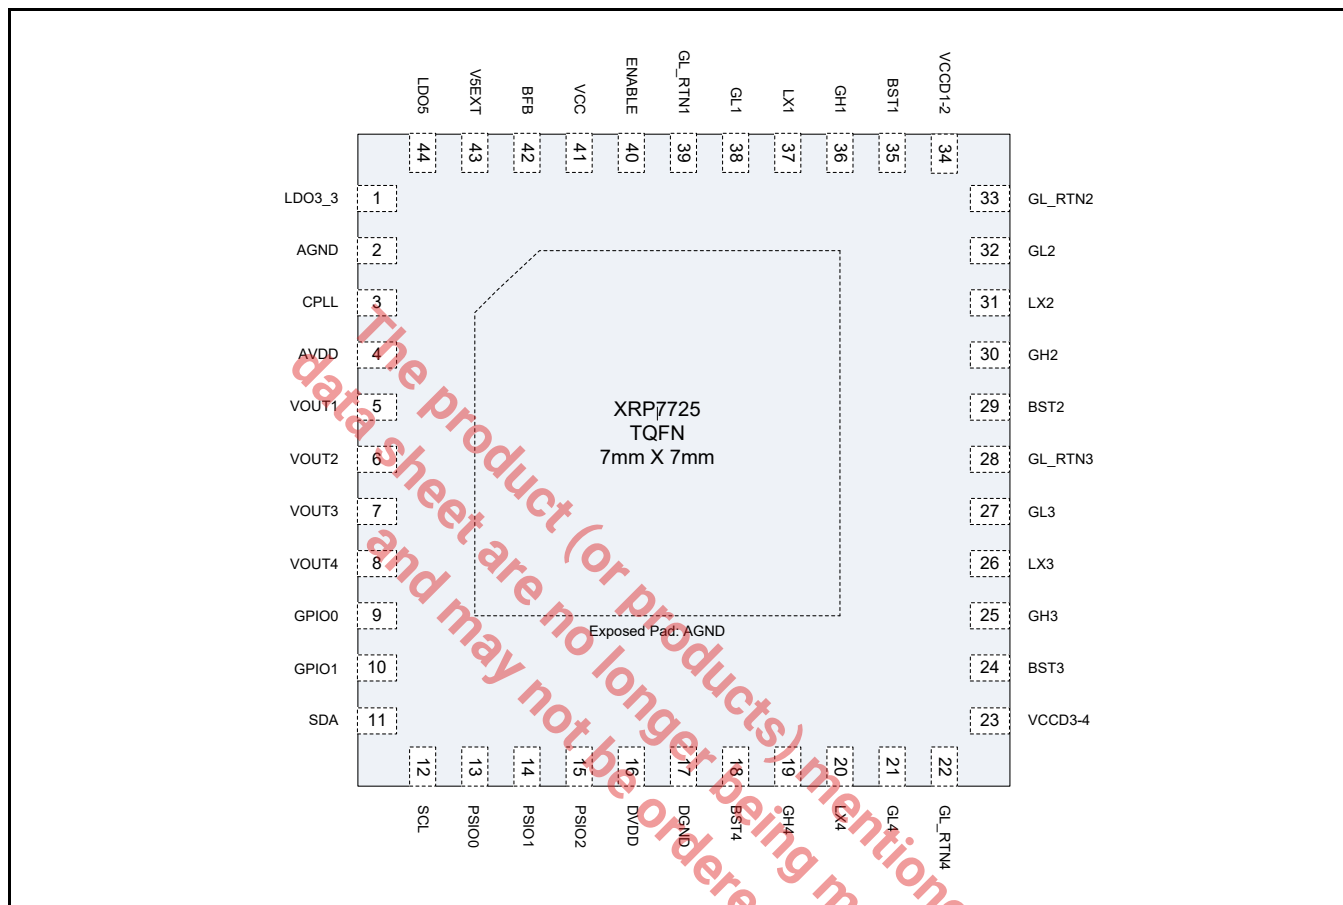 LDO5
V5EXT
BFB
VCC
ENABLE
GL_RTN1
GL1
LX1
GH1
BST1
VCCD1-2
44
43
42
41
40
39
38
37
36
35
34
LDO3_3 1
AGND 2
CPLL 3
AVDD 4
VOUT1 5
VOUT2 6
VOUT3 7
VOUT4 8
GPIO0 9
GPIO1 10
SDA 11
33 GL_RTN2
32 GL2
31 LX2
30 GH2
29 BST2
28 GL_RTN3
27 GL3
26 LX3
25 GH3
24 BST3
23 VCCD3-4
XRP7725
TQFN
7mm X 7mm
Exposed Pad: AGND
12
13
14
15
16
17
18
19
20
21
22
SCL
PSIO0
PSIO1
PSIO2
DVDD
DGND
BST4
GH4
LX4
GL4
GL_RTN4
The product (or products) mentione
data sheet are no longer being m
and may not be ordere